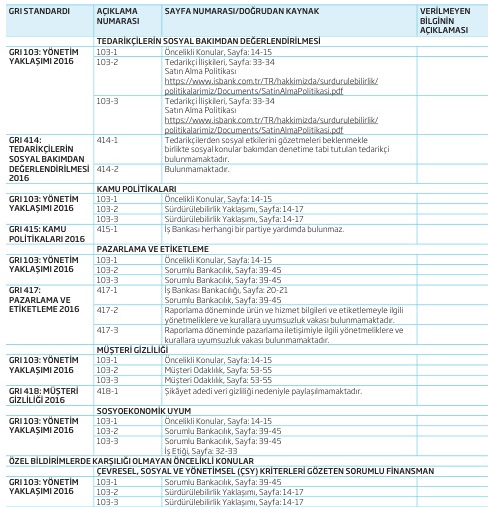 GRI STANDARDI AÇIKLAMA NUMARASI SAYFA NUMARASI/DOĞRUDAN KAYNAK VERİLMEYEN BİLGİNİN AÇIKLAMASI
TEDARİKÇİLERİN SOSYAL BAKIMDAN DEĞERLENDİRİLMESİ
GRI 103: YÖNETİM YAKLAŞIMI 2016
103-1 Öncelikli Konular, Sayfa: 14-15
103-2 Tedarikçi İlişkileri, Sayfa: 33-34
Satın Alma Politikası
https://www.isbank.com.tr/TR/hakkimizda/surdurulebilirlik/
politikalarimiz/Documents/SatinAlmaPolitikasi.pdf
103-3 Tedarikçi İlişkileri, Sayfa: 33-34
Satın Alma Politikası
https://www.isbank.com.tr/TR/hakkimizda/surdurulebilirlik/
politikalarimiz/Documents/SatinAlmaPolitikasi.pdf
GRI 414: TEDARİKÇİLERİN SOSYAL BAKIMDAN DEĞERLENDİRİLMESİ 2016
414-1 Tedarikçilerden sosyal etkilerini gözetmeleri beklenmekle
birlikte sosyal konular bakımdan denetime tabi tutulan tedarikçi
bulunmamaktadır.
414-2 Bulunmamaktadır.
KAMU POLİTİKALARI
GRI 103: YÖNETİM YAKLAŞIMI 2016
103-1 Öncelikli Konular, Sayfa: 14-15
103-2 Sürdürülebilirlik Yaklaşımı, Sayfa: 14-17
103-3 Sürdürülebilirlik Yaklaşımı, Sayfa: 14-17
GRI 415: KAMU POLİTİKALARI 2016
415-1 İş Bankası herhangi bir partiye yardımda bulunmaz.
PAZARLAMA VE ETİKETLEME
GRI 103: YÖNETİM YAKLAŞIMI 2016
103-1 Öncelikli Konular, Sayfa: 14-15
103-2 Sorumlu Bankacılık, Sayfa: 39-45
103-3 Sorumlu Bankacılık, Sayfa: 39-45
GRI 417: PAZARLAMA VE ETİKETLEME 2016
417-1 İş Bankası Bankacılığı, Sayfa: 20-21
Sorumlu Bankacılık, Sayfa: 39-45
417-2 Raporlama döneminde ürün ve hizmet bilgileri ve etiketlemeyle ilgili
yönetmeliklere ve kurallara uyumsuzluk vakası bulunmamaktadır.
417-3 Raporlama döneminde pazarlama iletişimiyle ilgili yönetmeliklere ve
kurallara uyumsuzluk vakası bulunmamaktadır.
MÜŞTERİ GİZLİLİĞİ
GRI 103: YÖNETİM YAKLAŞIMI 2016
103-1 Öncelikli Konular, Sayfa: 14-15
103-2 Müşteri Odaklılık, Sayfa: 53-55
103-3 Müşteri Odaklılık, Sayfa: 53-55
GRI 418: MÜŞTERİ GİZLİLİĞİ 2016
418-1 Şikâyet adedi veri gizliliği nedeniyle paylaşılmamaktadır.
SOSYOEKONOMİK UYUM
GRI 103: YÖNETİM YAKLAŞIMI 2016
103-1 Öncelikli Konular, Sayfa: 14-15
103-2 Sorumlu Bankacılık, Sayfa: 39-45
103-3 Sorumlu Bankacılık, Sayfa: 39-45
İş Etiği, Sayfa: 32-33
ÖZEL BİLDİRİMLERDE KARŞILIĞI OLMAYAN ÖNCELİKLİ KONULAR
ÇEVRESEL, SOSYAL VE YÖNETİMSEL (ÇSY) KRİTERLERİ GÖZETEN SORUMLU FİNANSMAN
GRI 103: YÖNETİM YAKLAŞIMI 2016
103-1 Sorumlu Bankacılık, Sayfa: 39-45
103-2 Sürdürülebilirlik Yaklaşımı, Sayfa: 14-17
103-3 Sürdürülebilirlik Yaklaşımı, Sayfa: 14-17